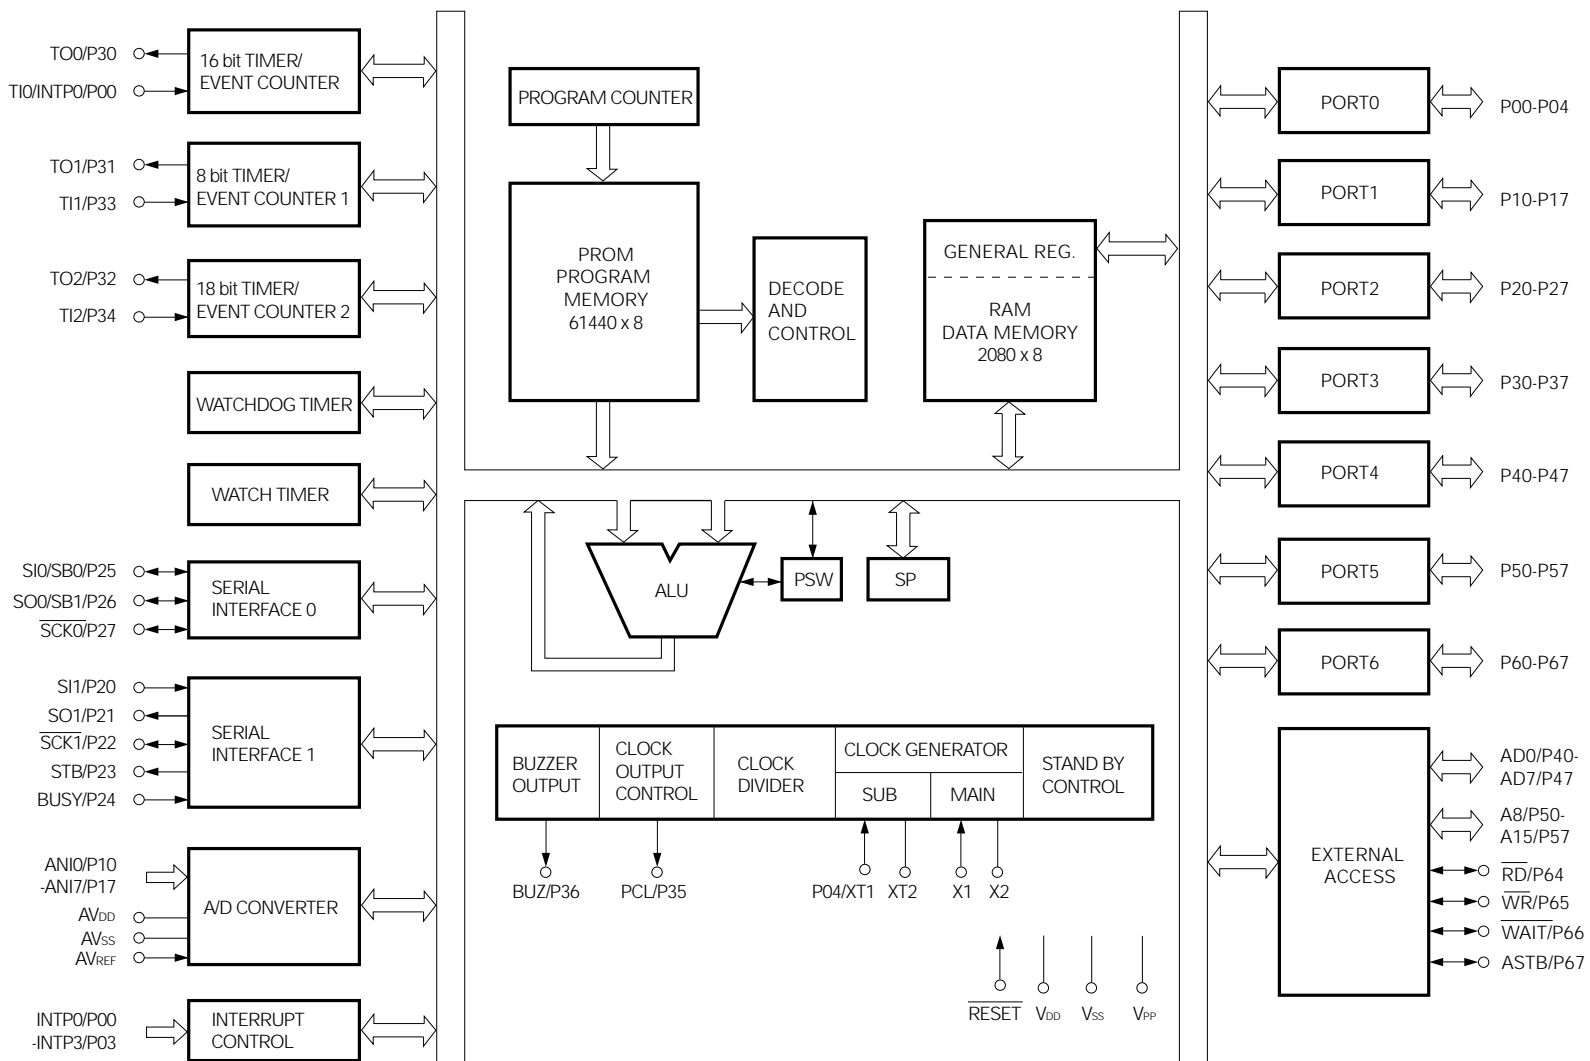 TO0/P30
TI0/INTP0/P00
16 bit TIMER/
EVENT COUNTER
TO1/P31
TI1/P33
8 bit TIMER/
EVENT COUNTER 1
TO2/P32
TI2/P34
18 bit TIMER/
EVENT COUNTER 2
WATCHDOG TIMER
WATCH TIMER
SI0/SB0/P25
SO0/SB1/P26
SCK0/P27
SERIAL
INTERFACE 0
SI1/P20
SO1/P21
SCK1/P22
STB/P23
BUSY/P24
SERIAL
INTERFACE 1
ANI0/P10
-ANI7/P17
AVDD
AVSS
AVREF
A/D CONVERTER
INTP0/P00
-INTP3/P03
INTERRUPT
CONTROL
PROGRAM COUNTER
PROM
PROGRAM
MEMORY
61440 x 8
DECODE
AND
CONTROL
GENERAL REG.
RAM
DATA MEMORY
2080 x 8
ALU
PSW
SP
BUZZER
OUTPUT
CLOCK
OUTPUT
CONTROL
CLOCK
DIVIDER
CLOCK GENERATOR
SUB
MAIN
STAND BY
CONTROL
BUZ/P36
PCL/P35
P04/XT1
XT2
X1
X2
RESET
VDD
VSS
VPP
PORT0
P00-P04
PORT1
P10-P17
PORT2
P20-P27
PORT3
P30-P37
PORT4
P40-P47
PORT5
P50-P57
PORT6
P60-P67
EXTERNAL
ACCESS
AD0/P40-
AD7/P47
A8/P50-
A15/P57
RD/P64
WR/P65
WAIT/P66
ASTB/P67